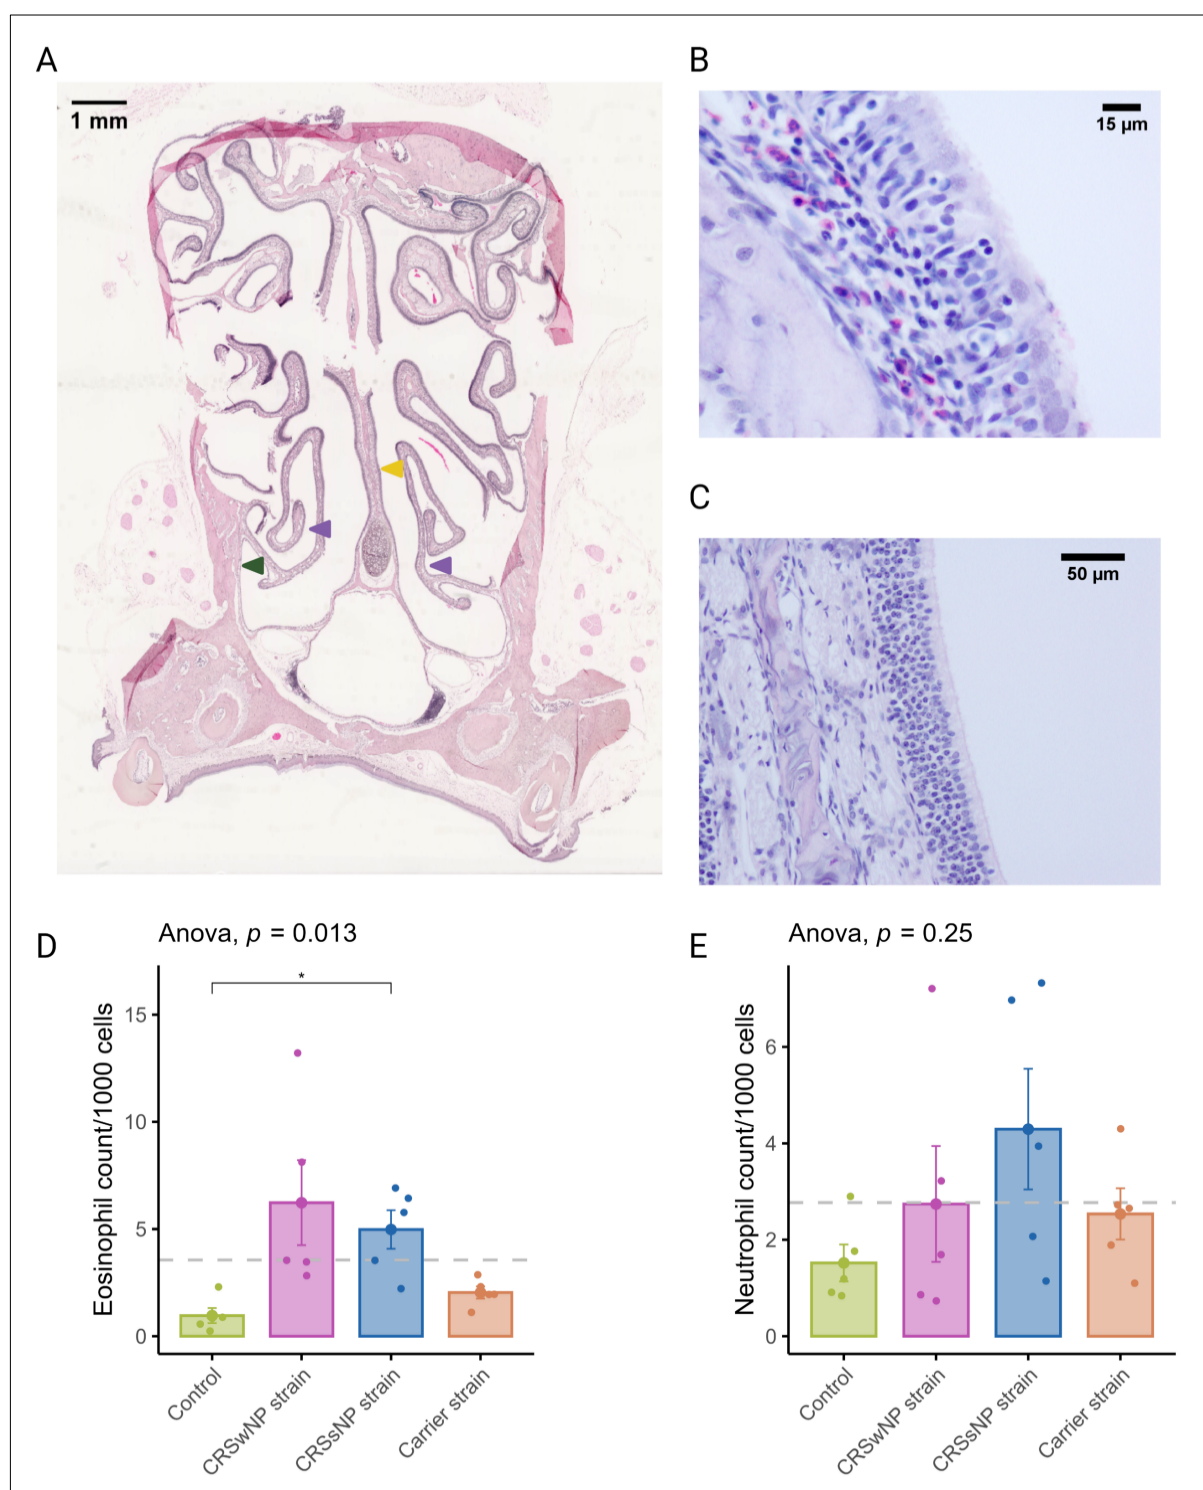 A
1 mm
B
15 µm
C
50 µm
D
Anova, p = 0.013
*
Eosinophil count/1000 cells
15
10
5
0
Control
CRSwNP strain
CRSsNP strain
Carrier strain
E
Anova, p = 0.25
Neutrophil count/1000 cells
6
4
2
0
Control
CRSwNP strain
CRSsNP strain
Carrier strain